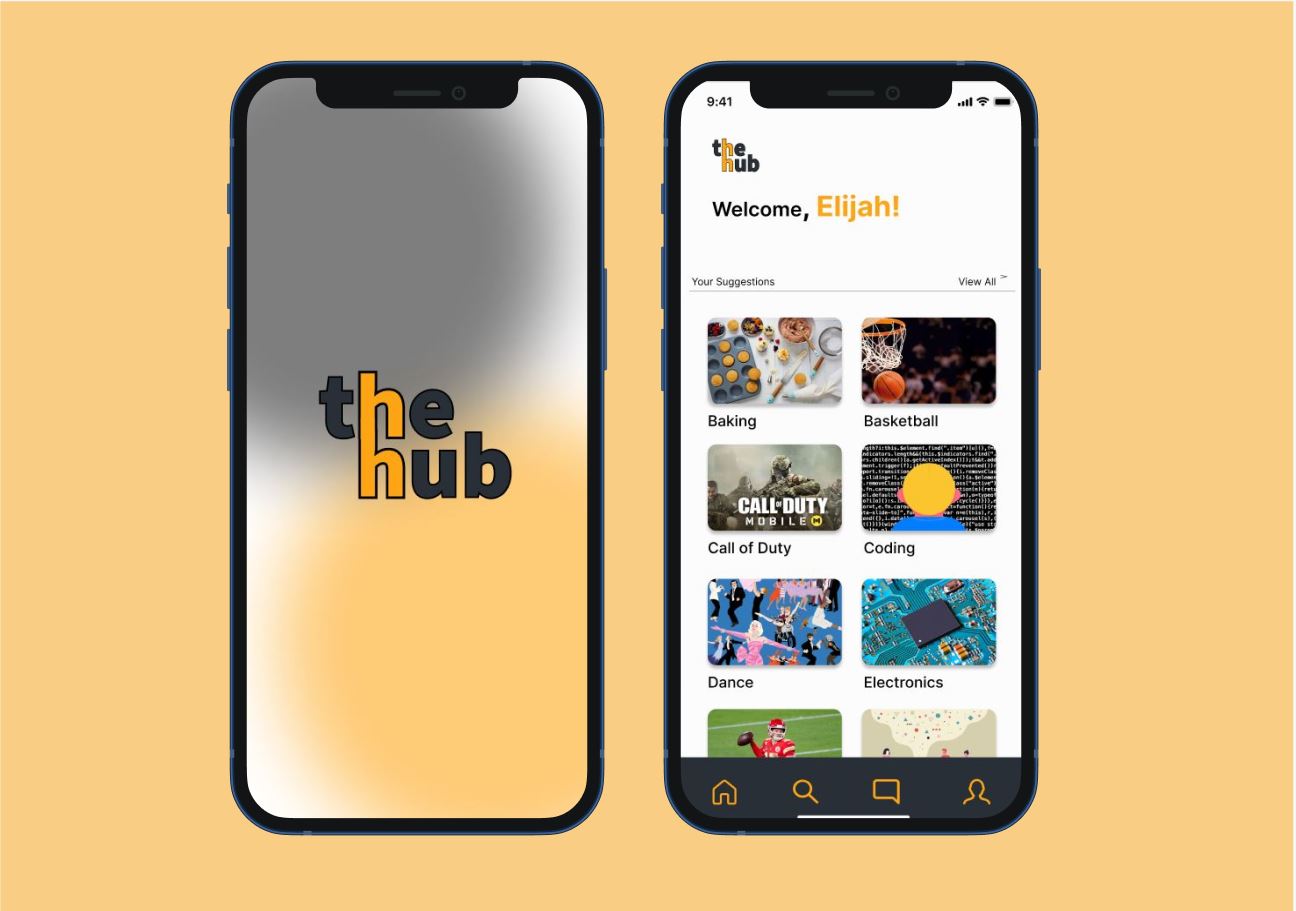 the
hub
9:41
the
hub
Welcome, Elijah!
Your Suggestions
View All >
Baking
Basketball
CALL OF DUTY
MOBILE
Call of Duty
Coding
Dance
Electronics